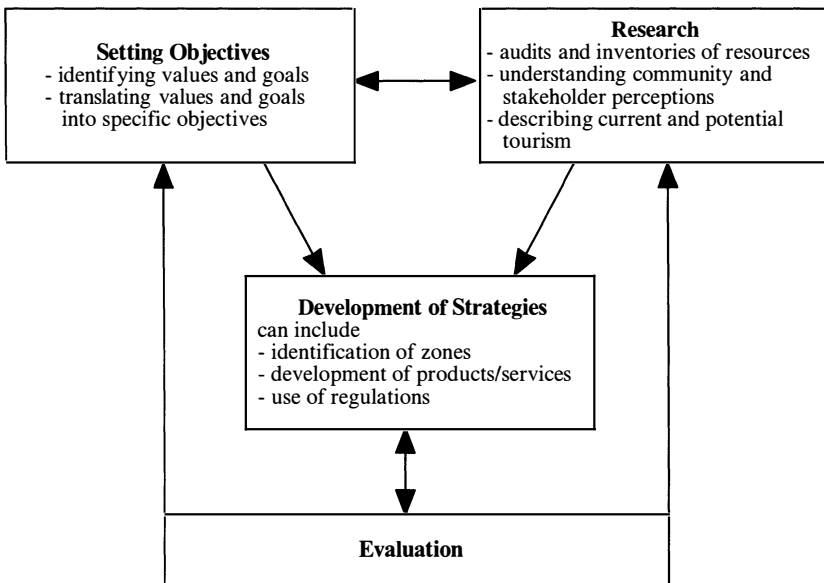 Setting Objectives
- identifying values and goals
- translating values and goals
into specific objectives
Research
- audits and inventories of resources
- understanding community and
stakeholder perceptions
- describing current and potential
tourism
Development of Strategies
can include
- identification of zones
- development of products/services
- use of regulations
Evaluation